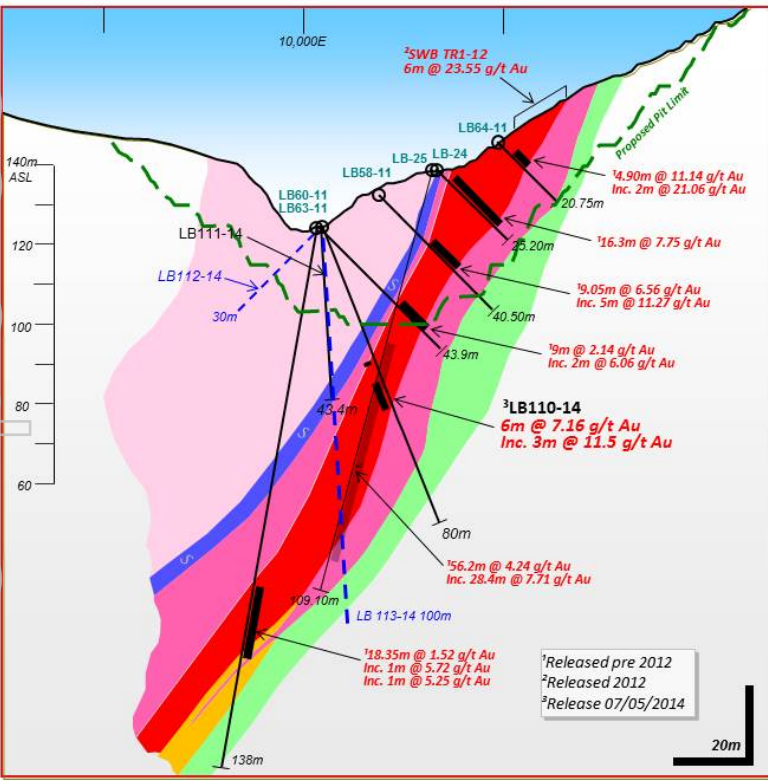 10,000E
²SWB TR1-12
6m @ 23.55 g/t Au
Proposed Pit Limit
LB64-11
LB-25 LB-24
LB58-11
140m
ASL
¹4.90m @ 11.14 g/t Au
Inc. 2m @ 21.06 g/t Au
20.75m
LB60-11
LB63-11
LB111-14
¹16.3m @ 7.75 g/t Au
25.20m
120
LB112-14
S
¹9.05m @ 6.56 g/t Au
Inc. 5m @ 11.27 g/t Au
30m
40.50m
100
¹9m @ 2.14 g/t Au
Inc. 2m @ 6.06 g/t Au
43.9m
80
43.4m
³LB110-14
6m @ 7.16 g/t Au
Inc. 3m @ 11.5 g/t Au
S
60
80m
S
¹56.2m @ 4.24 g/t Au
Inc. 28.4m @ 7.71 g/t Au
109.10m
LB 113-14 100m
¹18.35m @ 1.52 g/t Au
Inc. 1m @ 5.72 g/t Au
Inc. 1m @ 5.25 g/t Au
¹Released pre 2012
²Released 2012
³Release 07/05/2014
20m
138m